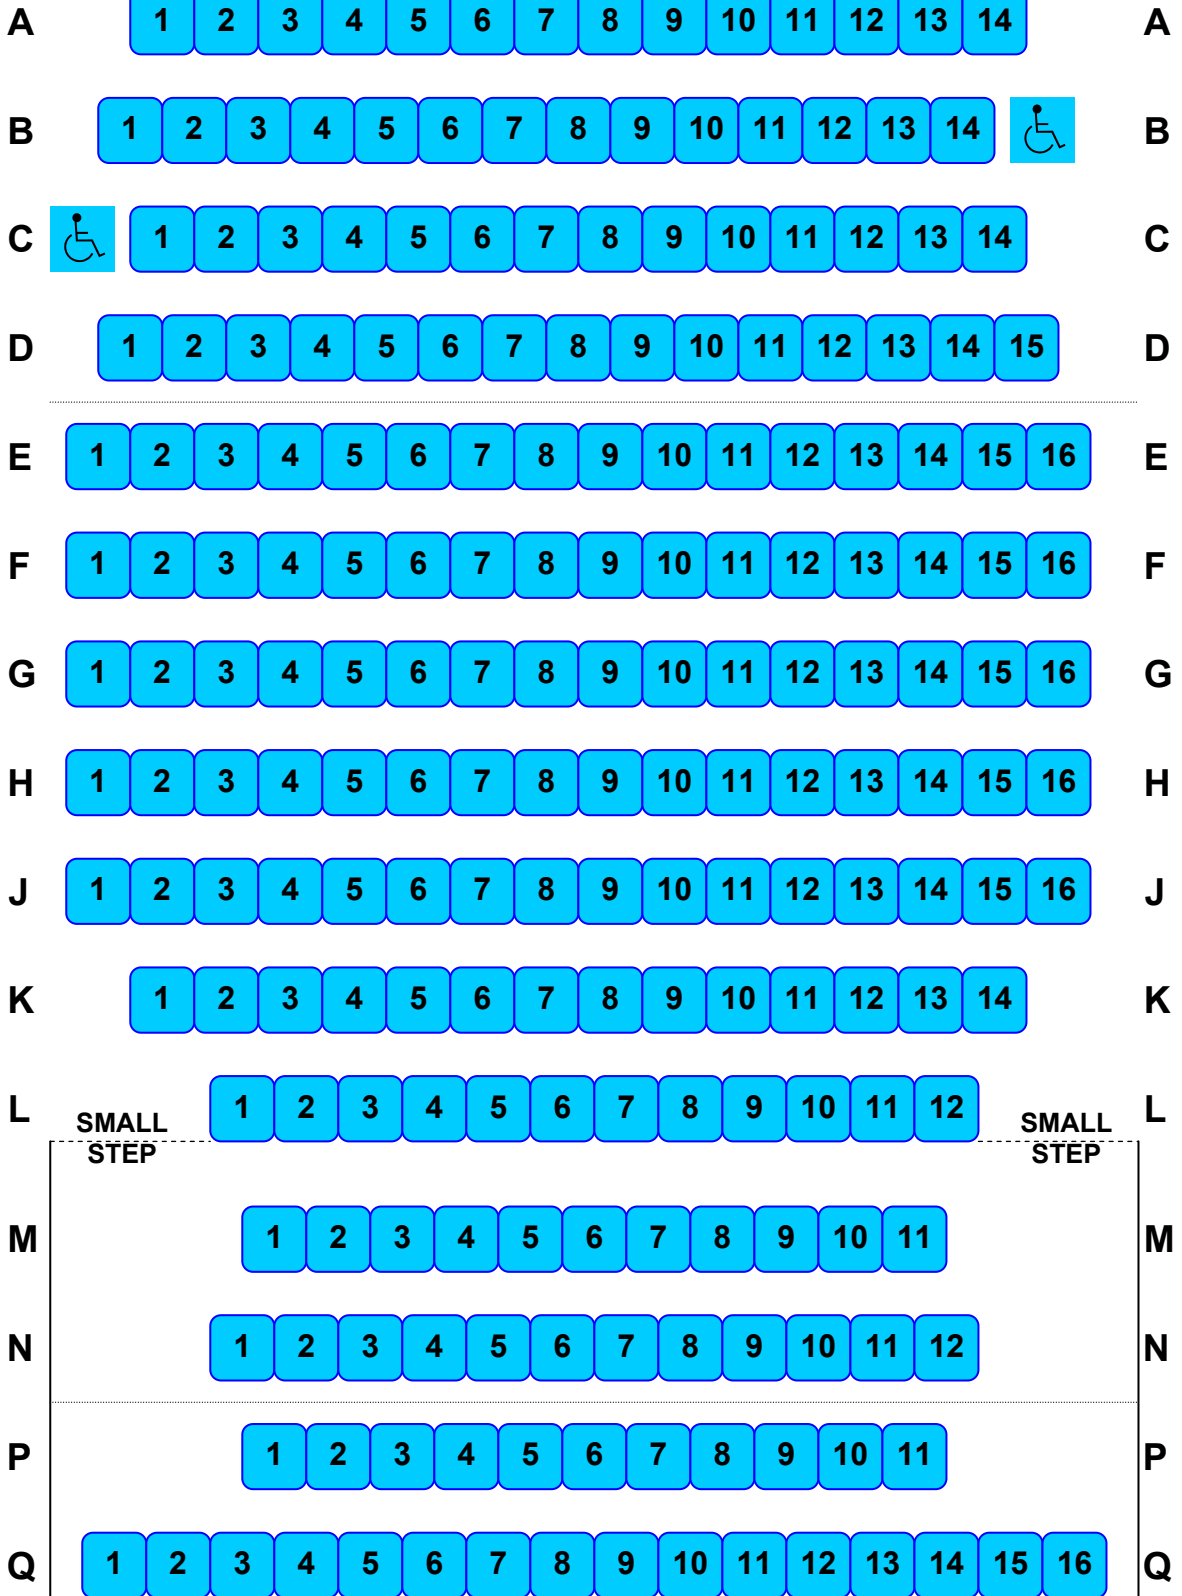 A 1 2 3 4 5 6 7 8 9 10 11 12 13 14 A
B 1 2 3 4 5 6 7 8 9 10 11 12 13 14 B
C 1 2 3 4 5 6 7 8 9 10 11 12 13 14 C
D 1 2 3 4 5 6 7 8 9 10 11 12 13 14 15 D
E 1 2 3 4 5 6 7 8 9 10 11 12 13 14 15 16 E
F 1 2 3 4 5 6 7 8 9 10 11 12 13 14 15 16 F
G 1 2 3 4 5 6 7 8 9 10 11 12 13 14 15 16 G
H 1 2 3 4 5 6 7 8 9 10 11 12 13 14 15 16 H
J 1 2 3 4 5 6 7 8 9 10 11 12 13 14 15 16 J
K 1 2 3 4 5 6 7 8 9 10 11 12 13 14 K
L 1 2 3 4 5 6 7 8 9 10 11 12 L
SMALL SMALL
STEP STEP
M 1 2 3 4 5 6 7 8 9 10 11 M
N 1 2 3 4 5 6 7 8 9 10 11 12 N
P 1 2 3 4 5 6 7 8 9 10 11 P
Q 1 2 3 4 5 6 7 8 9 10 11 12 13 14 15 16 Q